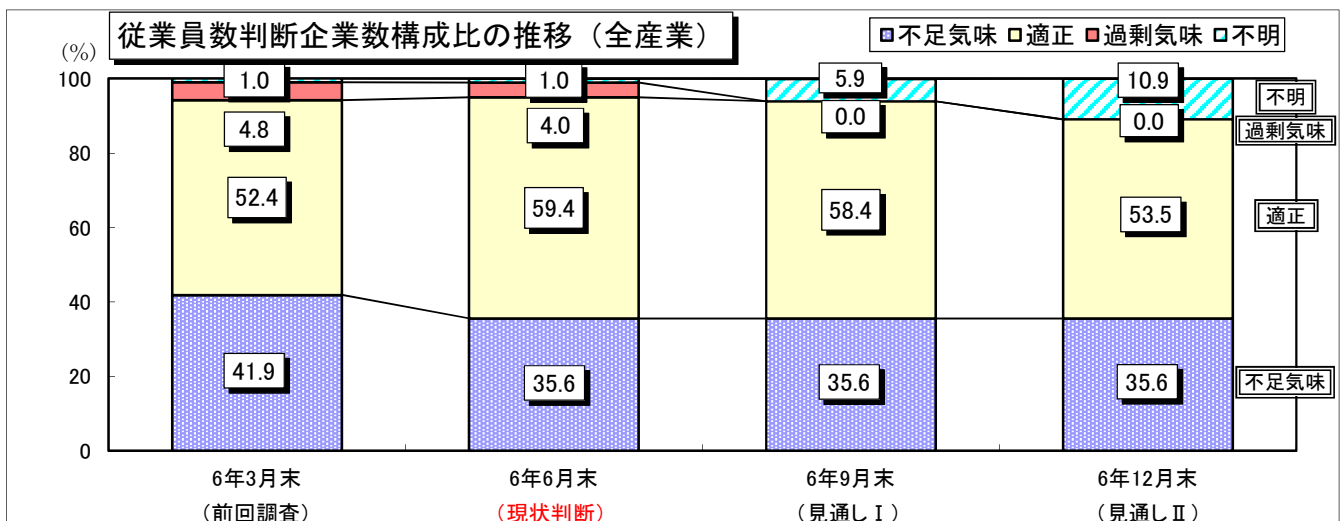 従業員数判断企業数構成比の推移（全産業）
不足気味 適正 過剰気味 不明
(%)
100
80
60
40
20
0
1.0 1.0 5.9 10.9
4.8 4.0 0.0 0.0
52.4 59.4 58.4 53.5
41.9 35.6 35.6 35.6
不明
過剰気味
適正
不足気味
6年3月末 6年6月末 6年9月末 6年12月末
（前回調査） （現状判断） （見通しⅠ） （見通しⅡ）